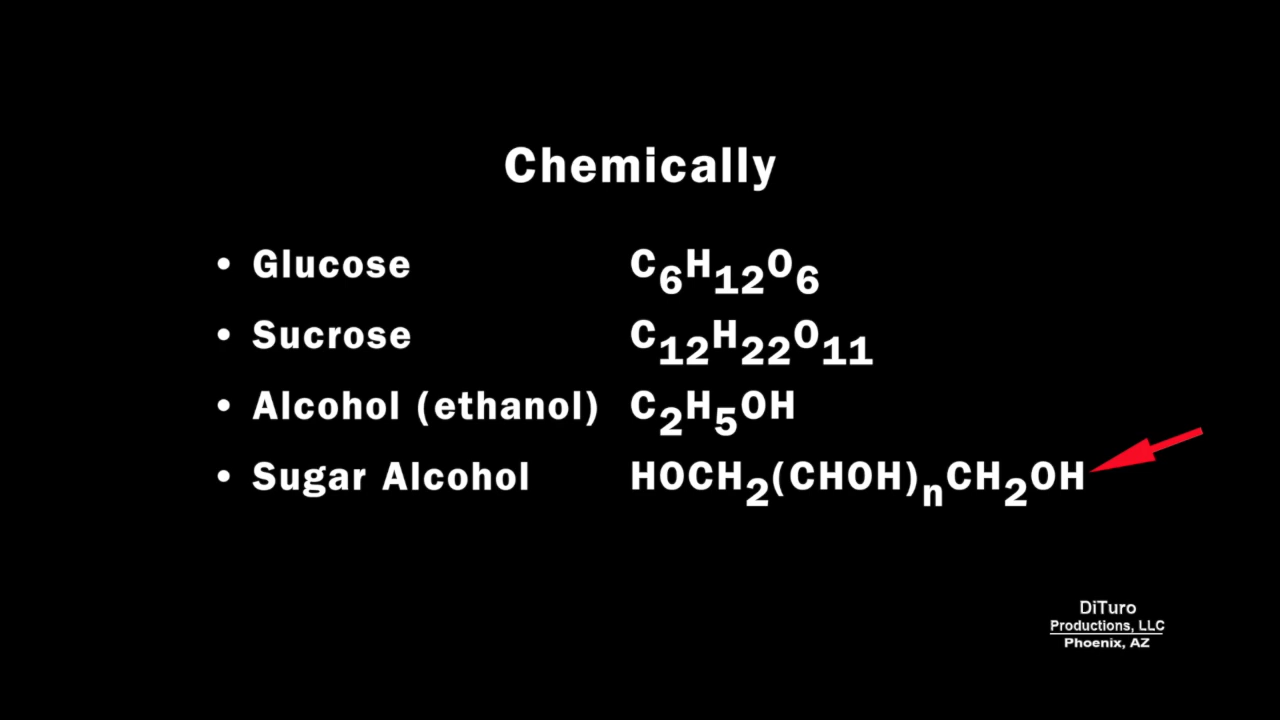 Chemically
• Glucose C₆H₁₂O₆
• Sucrose C₁₂H₂₂O₁₁
• Alcohol (ethanol) C₂H₅OH
• Sugar Alcohol HOCH₂(CHOH)ₙCH₂OH
DiTuro
Productions, LLC
Phoenix, AZ